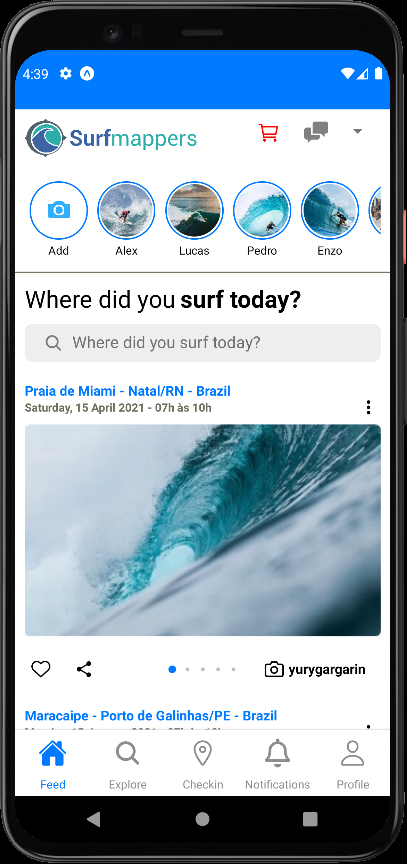 4:39
Surfmappers
Add Alex Lucas Pedro Enzo
Where did you surf today?
Where did you surf today?
Praia de Miami - Natal/RN - Brazil
Saturday, 15 April 2021 - 07h às 10h
yurygargarin
Maracaipe - Porto de Galinhas/PE - Brazil
Feed Explore Checkin Notifications Profile